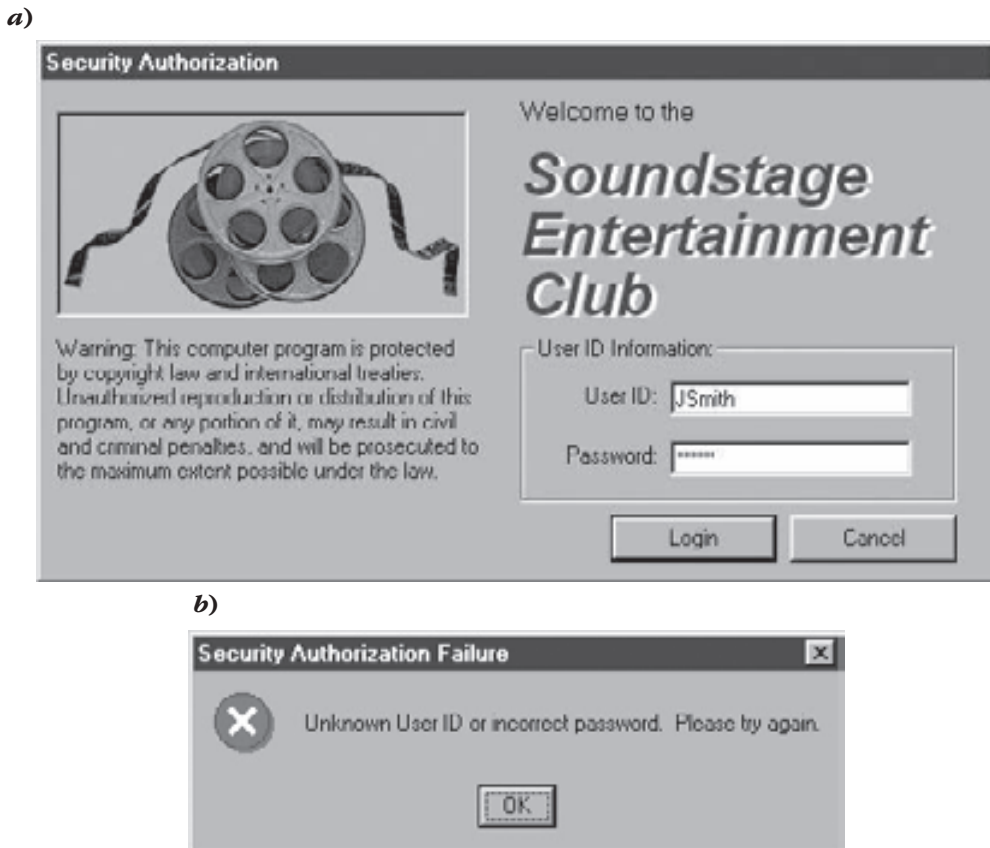 a)
Security Authorization
Welcome to the
Soundstage
Entertainment
Club
Warning: This computer program is protected
by copyright law and international treaties.
Unauthorized reproduction or distribution of this
program, or any portion of it, may result in civil
and criminal penalties, and will be prosecuted to
the maximum extent possible under the law.
User ID Information:
User ID: JSmith
Password: ******
Login Cancel
b)
Security Authorization Failure
Unknown User ID or incorrect password. Please try again.
OK